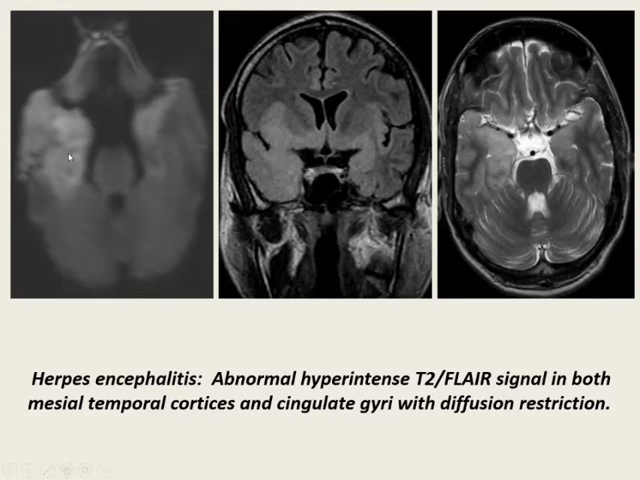 Herpes encephalitis:  Abnormal hyperintense T2/FLAIR signal in both
mesial temporal cortices and cingulate gyri with diffusion restriction.